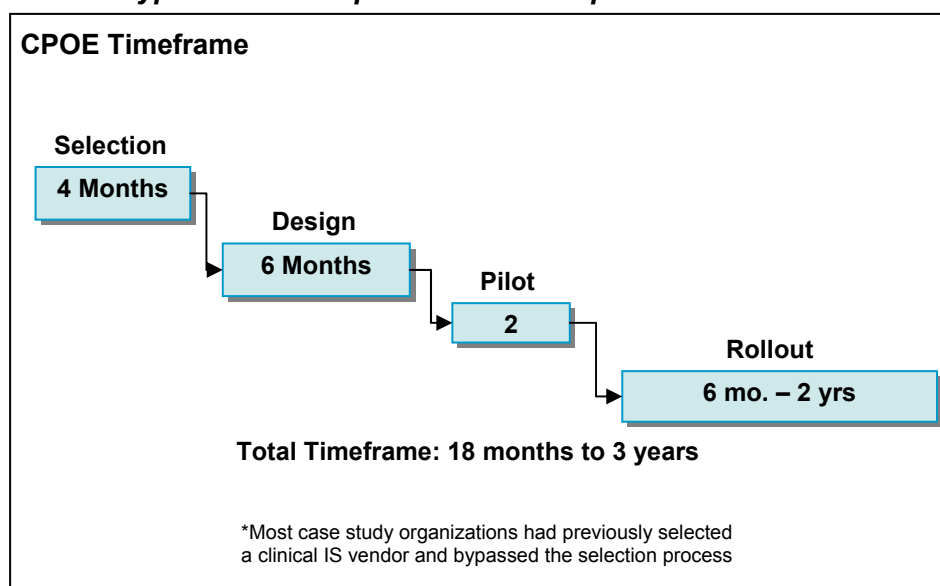 CPOE Timeframe
Selection
4 Months
Design
6 Months
Pilot
2
Rollout
6 mo. – 2 yrs
Total Timeframe: 18 months to 3 years
*Most case study organizations had previously selected
a clinical IS vendor and bypassed the selection process